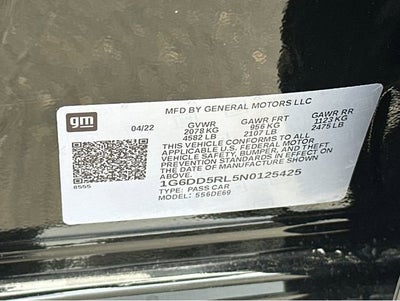 gm
MFD BY GENERAL MOTORS LLC
04/22 GVWR GAWR FRT GAWR RR
2078 KG 956 KG 1123 KG
4582 LB 2107 LB 2475 LB
THIS VEHICLE CONFORMS TO ALL
APPLICABLE U.S. FEDERAL MOTOR
VEHICLE SAFETY, BUMPER, AND THEFT
PREVENTION STANDARDS IN EFFECT ON
THE DATE OF MANUFACTURE SHOWN
ABOVE.
1G6DD5RL5N0125425
TYPE: PASS CAR
MODEL: 6S6DE69